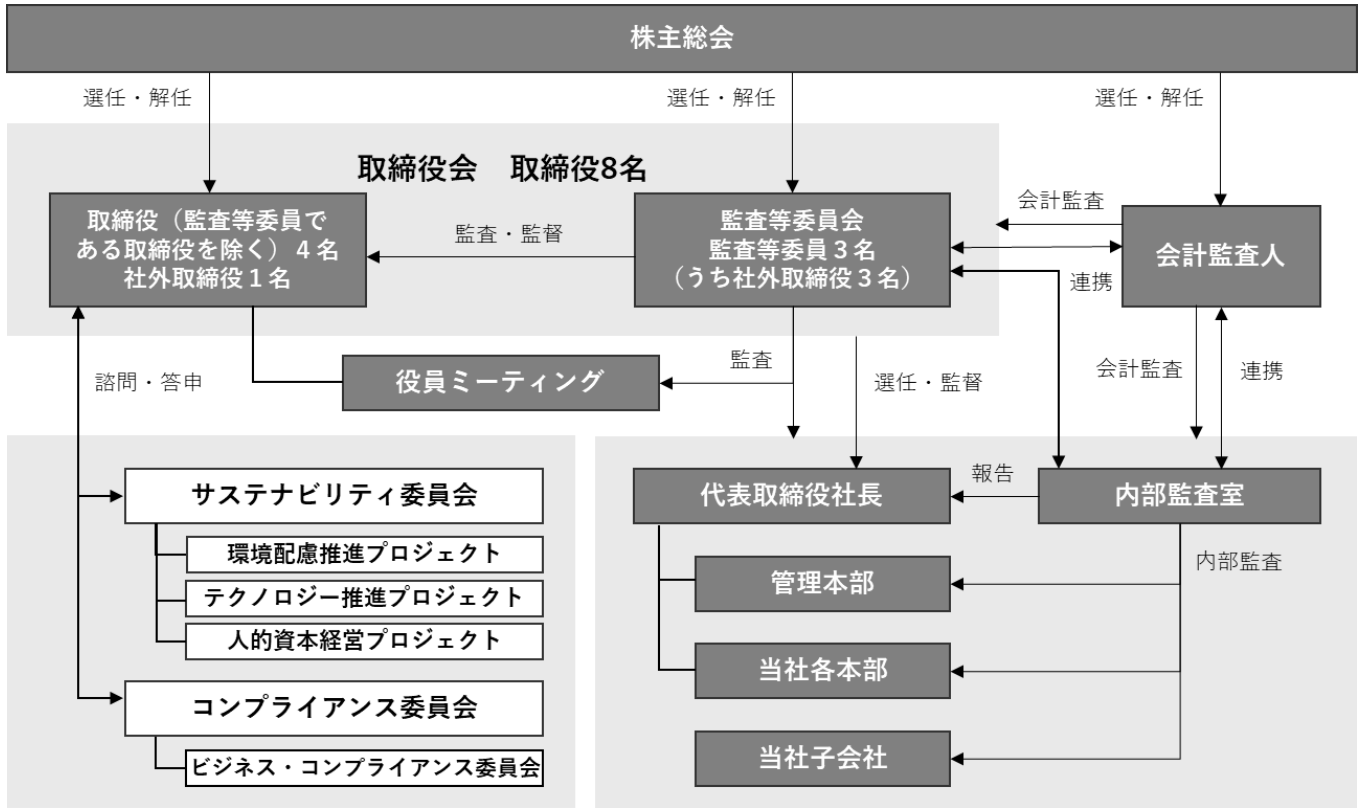 株主総会
選任・解任
選任・解任
選任・解任
取締役会　取締役8名
取締役（監査等委員で
ある取締役を除く）４名
社外取締役１名
監査・監督
監査等委員会
監査等委員３名
（うち社外取締役３名）
会計監査
連携
会計監査人
諮問・答申
役員ミーティング
監査
選任・監督
会計監査
連携
サステナビリティ委員会
環境配慮推進プロジェクト
テクノロジー推進プロジェクト
人的資本経営プロジェクト
コンプライアンス委員会
ビジネス・コンプライアンス委員会
代表取締役社長
報告
内部監査室
内部監査
管理本部
当社各本部
当社子会社